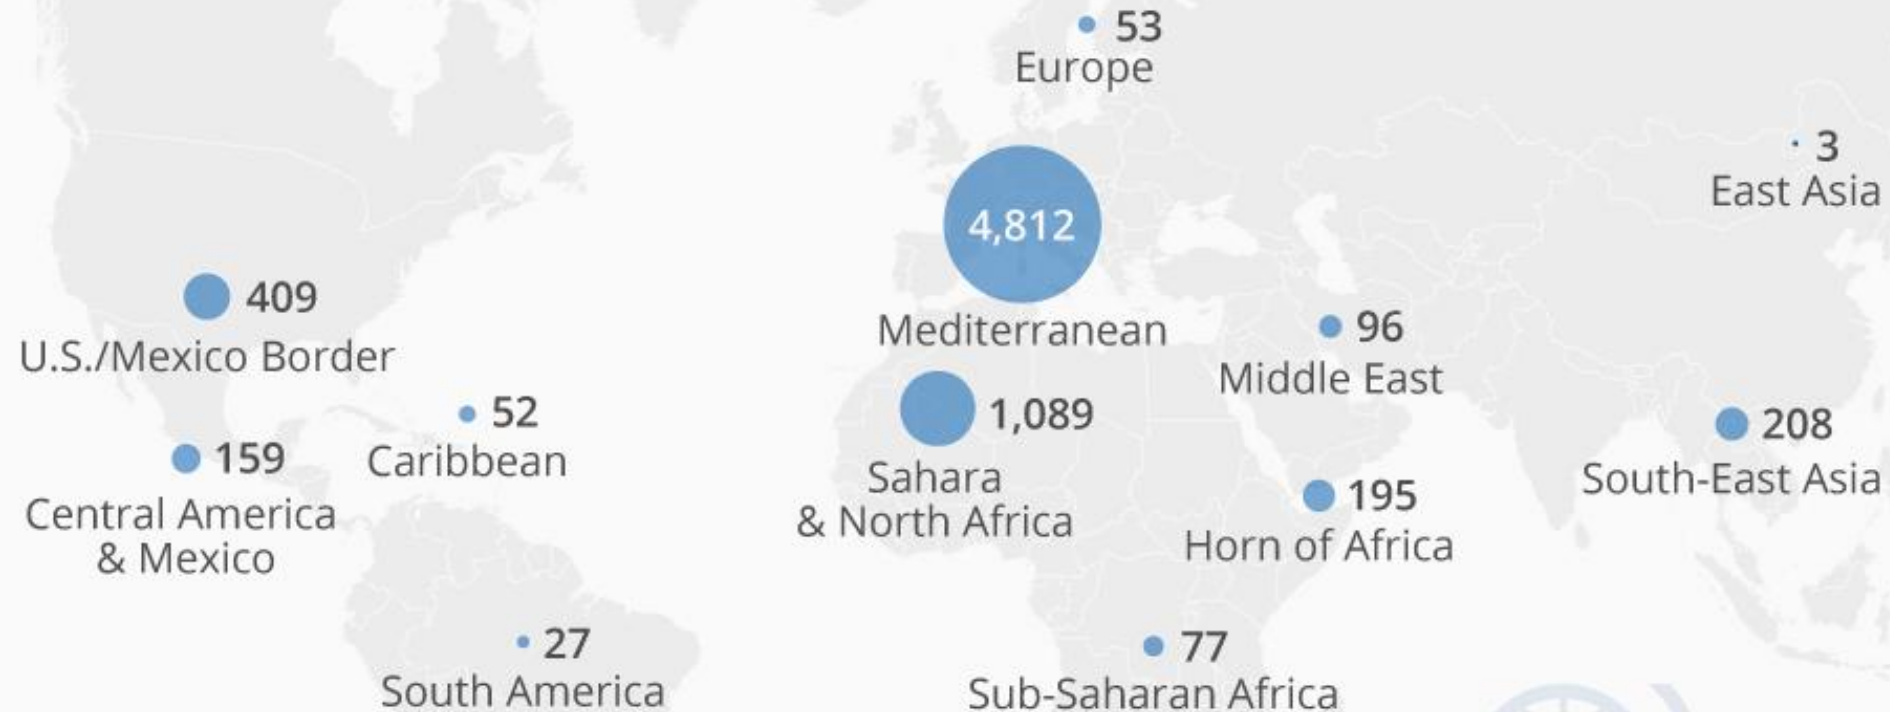 53
Europe
3
East Asia
4,812
Mediterranean
409
U.S./Mexico Border
96
Middle East
52
Caribbean
1,089
Sahara
& North Africa
208
South-East Asia
159
Central America
& Mexico
195
Horn of Africa
27
South America
77
Sub-Saharan Africa